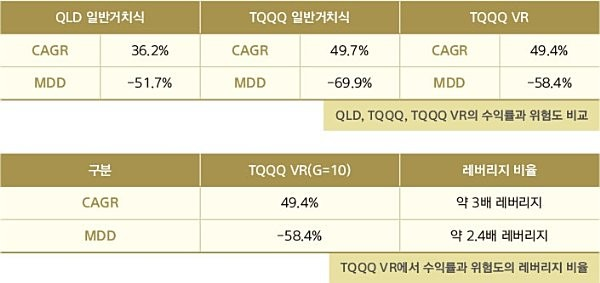 QLD 일반거치식 TQQQ 일반거치식 TQQQ VR
CAGR 36.2% CAGR 49.7% CAGR 49.4%
MDD -51.7% MDD -69.9% MDD -58.4%
QLD, TQQQ, TQQQ VR의 수익률과 위험도 비교
구분 TQQQ VR(G=10) 레버리지 비율
CAGR 49.4% 약 3배 레버리지
MDD -58.4% 약 2.4배 레버리지
TQQQ VR에서 수익률과 위험도의 레버리지 비율